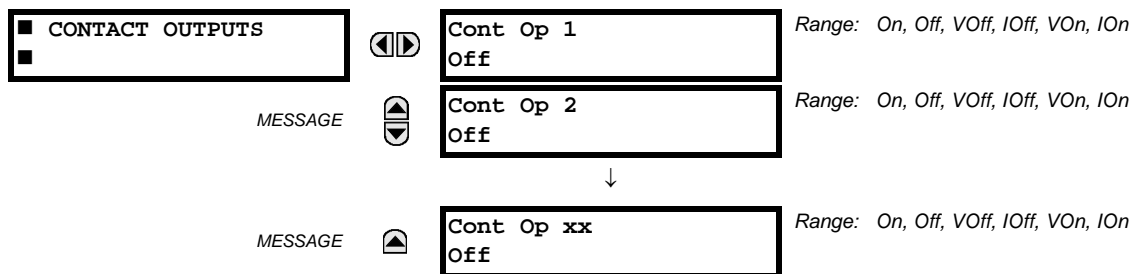 ■ CONTACT OUTPUTS
■
Cont Op 1
Off
Range: On, Off, VOff, IOff, VOn, IOn
MESSAGE
Cont Op 2
Off
Range: On, Off, VOff, IOff, VOn, IOn
↓
MESSAGE
Cont Op xx
Off
Range: On, Off, VOff, IOff, VOn, IOn